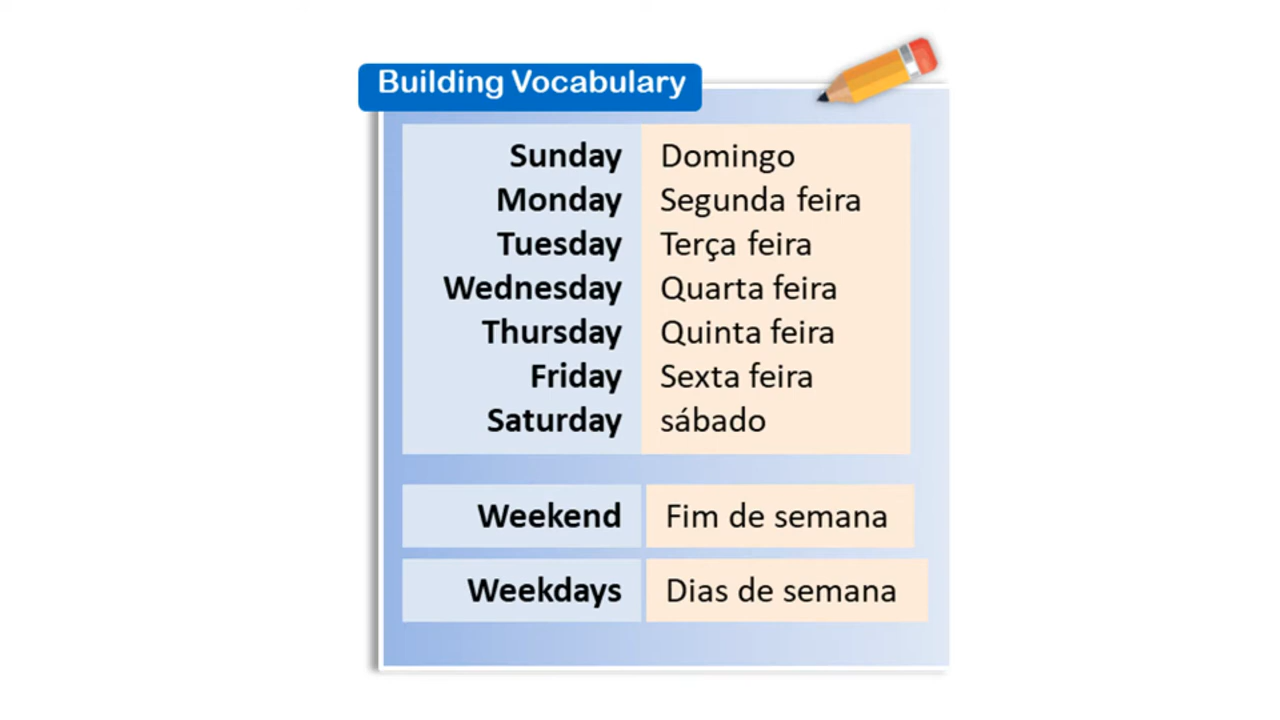 Building Vocabulary
Sunday Domingo
Monday Segunda feira
Tuesday Terça feira
Wednesday Quarta feira
Thursday Quinta feira
Friday Sexta feira
Saturday sábado
Weekend Fim de semana
Weekdays Dias de semana